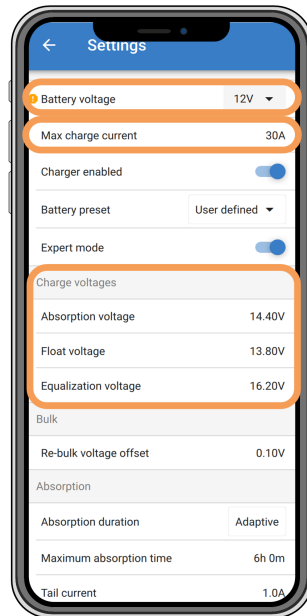 Settings
Battery voltage 12V
Max charge current 30A
Charger enabled
Battery preset User defined
Expert mode
Charge voltages
Absorption voltage 14.40V
Float voltage 13.80V
Equalization voltage 16.20V
Bulk
Re-bulk voltage offset 0.10V
Absorption
Absorption duration Adaptive
Maximum absorption time 6h 0m
Tail current 1.0A